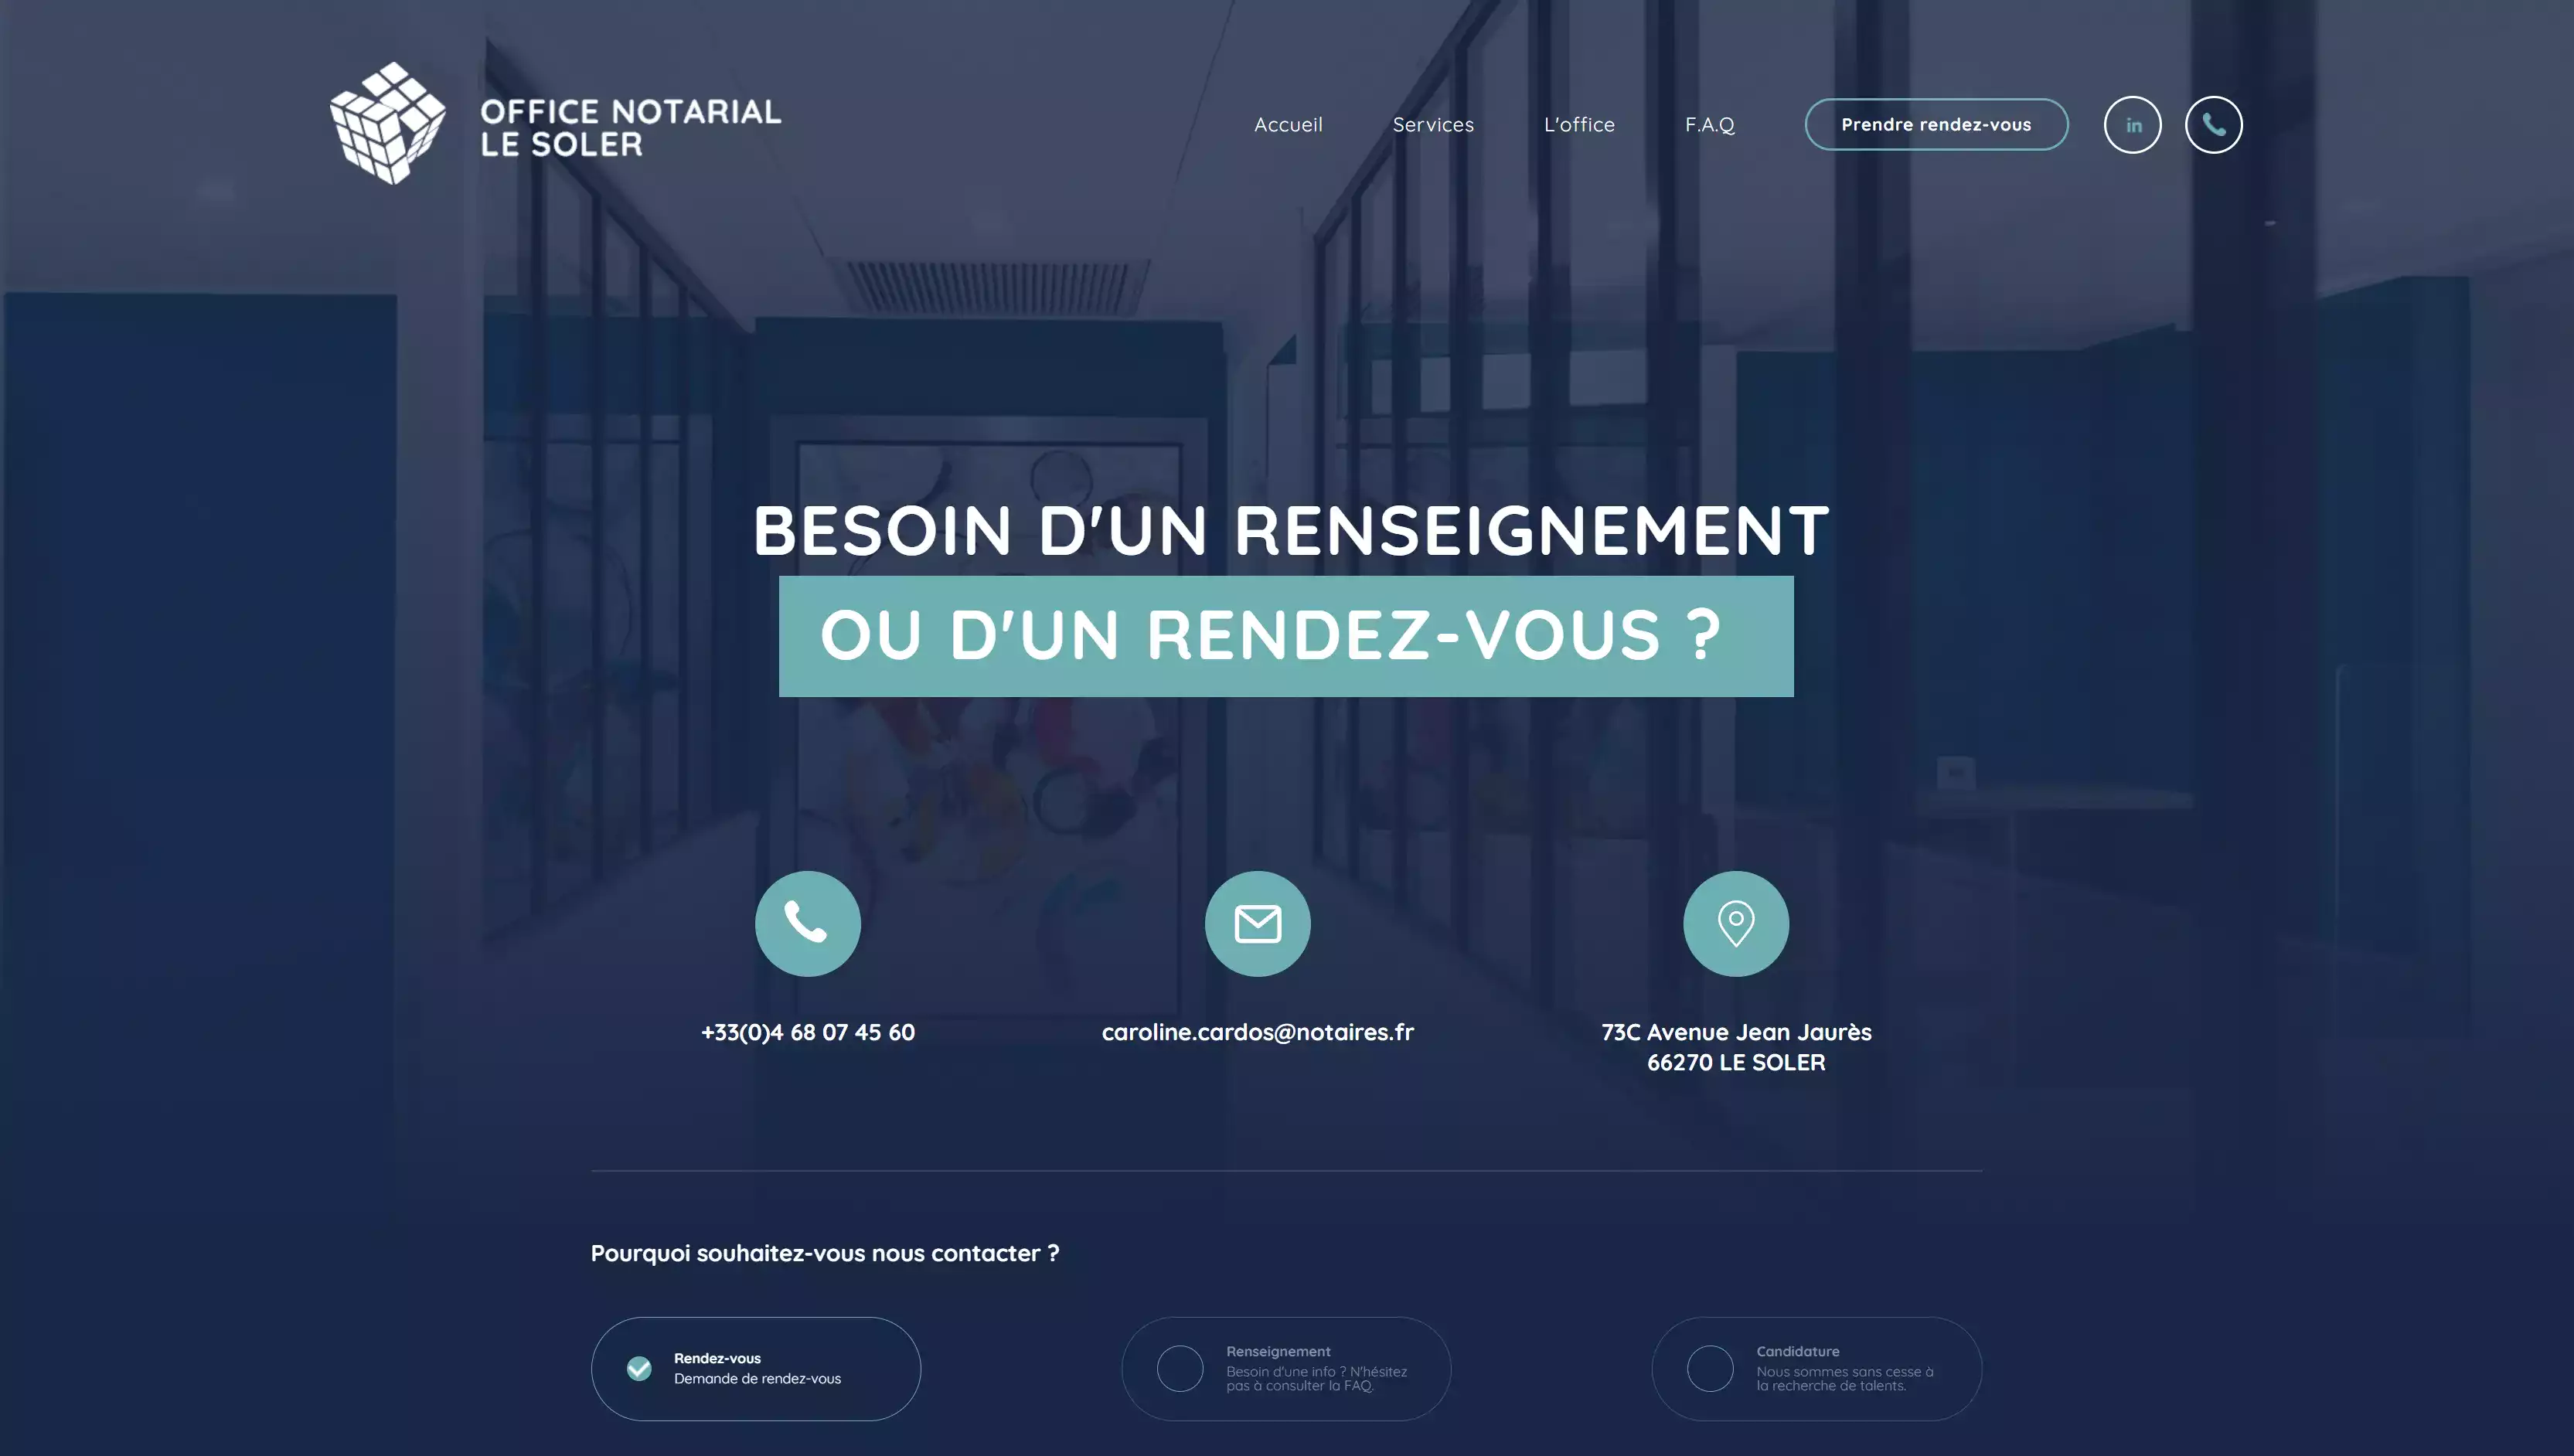 OFFICE NOTARIAL
LE SOLER
Accueil
Services
L'office
F.A.Q
Prendre rendez-vous
in
BESOIN D'UN RENSEIGNEMENT
OU D'UN RENDEZ-VOUS ?
+33(0)4 68 07 45 60
caroline.cardos@notaires.fr
73C Avenue Jean Jaurès
66270 LE SOLER
Pourquoi souhaitez-vous nous contacter ?
Rendez-vous
Demande de rendez-vous
Renseignement
Besoin d'une info ? N'hésitez
pas à consulter la FAQ.
Candidature
Nous sommes sans cesse à
la recherche de talents.